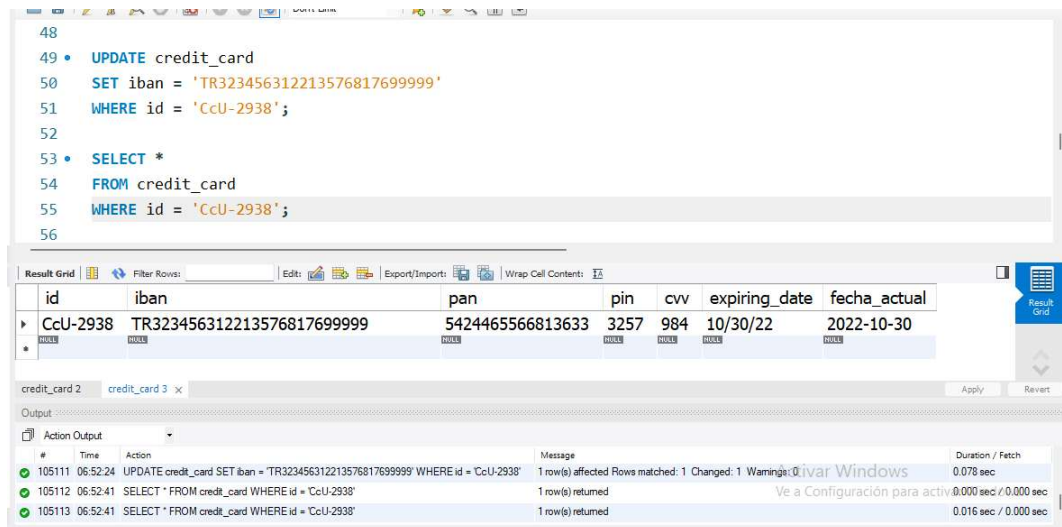 Don't Limit
48
49 UPDATE credit_card
50 SET iban = 'TR323456312213576817699999'
51 WHERE id = 'CcU-2938';
52
53 SELECT *
54 FROM credit_card
55 WHERE id = 'CcU-2938';
56
Result Grid Filter Rows: Edit: Export/Import: Wrap Cell Content: IA
id iban pan pin cvv expiring_date fecha_actual
CcU-2938 TR323456312213576817699999 5424465566813633 3257 984 10/30/22 2022-10-30
NULL NULL NULL NULL NULL NULL NULL
Result Grid
credit_card 2 credit_card 3 Apply Revert
Output
Action Output
# Time Action Message Duration / Fetch
105111 06:52:24 UPDATE credit_card SET iban = 'TR323456312213576817699999' WHERE id = 'CcU-2938' 1 row(s) affected Rows matched: 1 Changed: 1 Warnings: 0 0.078 sec
Activar Windows
105112 06:52:41 SELECT * FROM credit_card WHERE id = 'CcU-2938' 1 row(s) returned 0.000 sec / 0.000 sec
Ve a Configuración para activar Windows.
105113 06:52:41 SELECT * FROM credit_card WHERE id = 'CcU-2938' 1 row(s) returned 0.016 sec / 0.000 sec